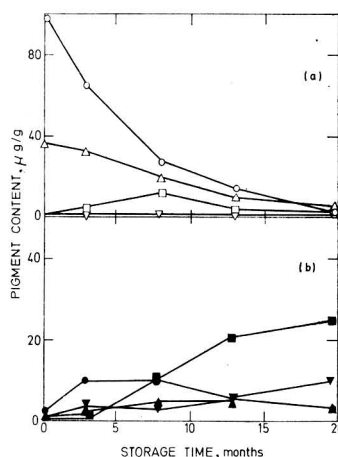 80
(a)
40
0
PIGMENT CONTENT, µg/g
40
(b)
20
0
0 5 10 15 2
STORAGE TIME, months